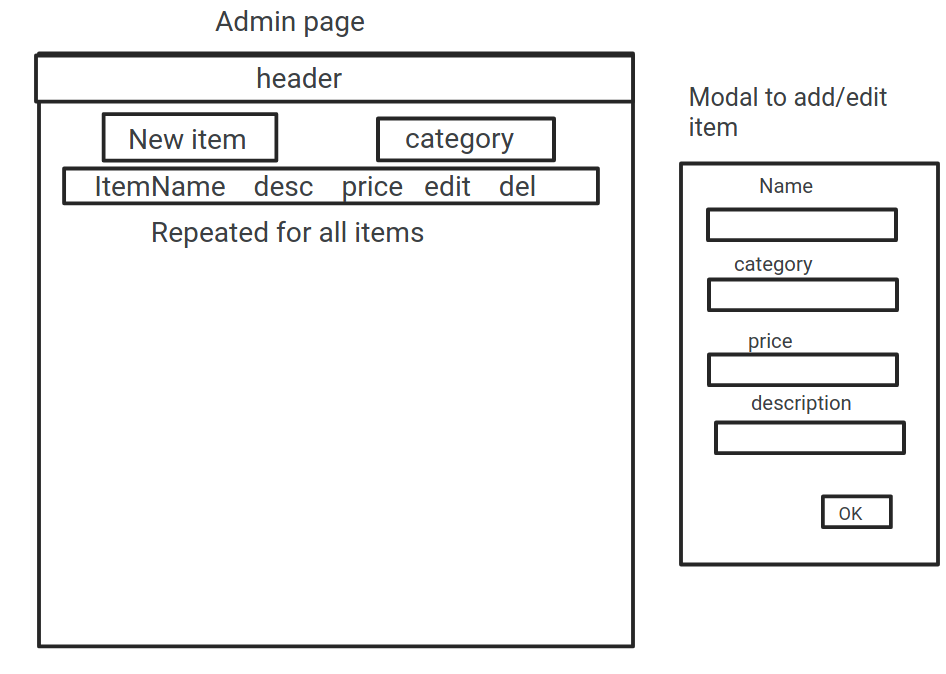 Admin page
header
New item category
ItemName desc price edit del
Repeated for all items
Modal to add/edit
item
Name
category
price
description
OK